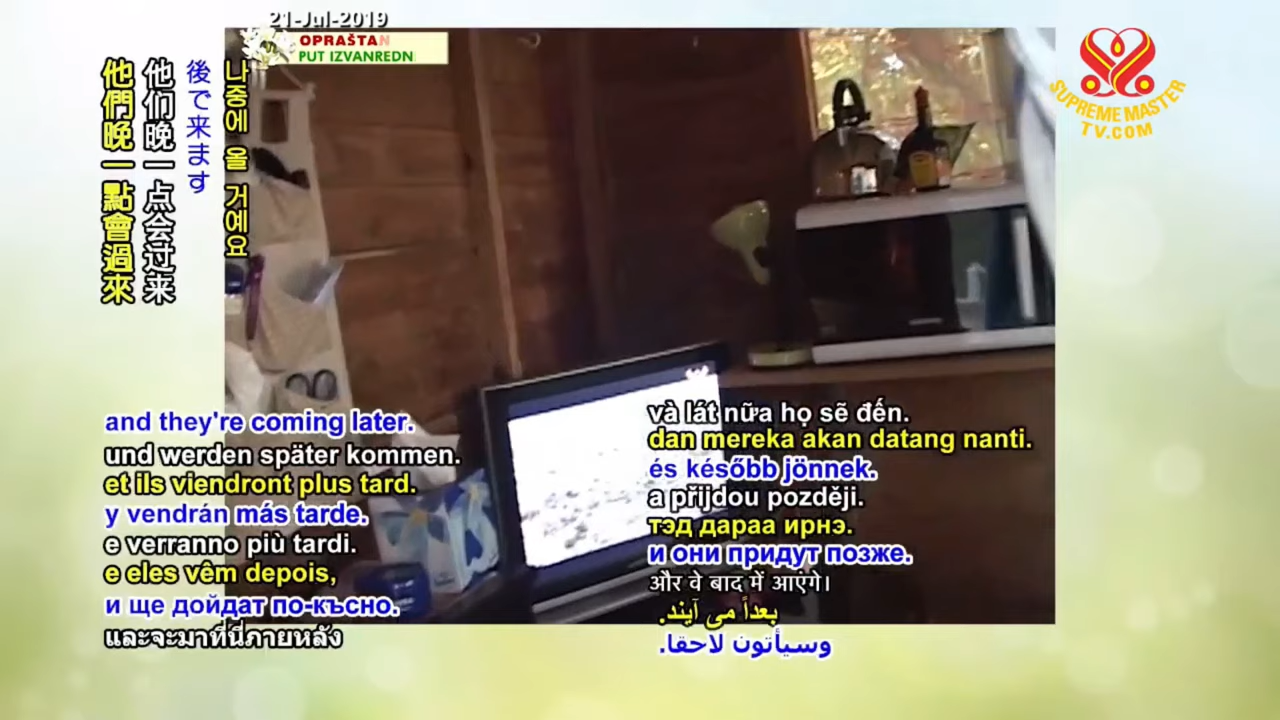 21-Jul-2019
OPRAŠTAN
PUT IZVANREDN
SUPREME MASTER
TV.COM
나중에 올 거예요
後で来ます
他们晚一点会过来
他們晚一點會過來
and they're coming later.
und werden später kommen.
et ils viendront plus tard.
y vendrán más tarde.
e verranno più tardi.
e eles vêm depois,
и ще дойдат по-късно.
และจะมาที่นี่ภายหลัง
và lát nữa họ sẽ đến.
dan mereka akan datang nanti.
és később jönnek.
a přijdou později.
тэд дараа ирнэ.
и они придут позже.
और वे बाद में आएंगे।
بعداً می آیند.
وسيأتون لاحقا.